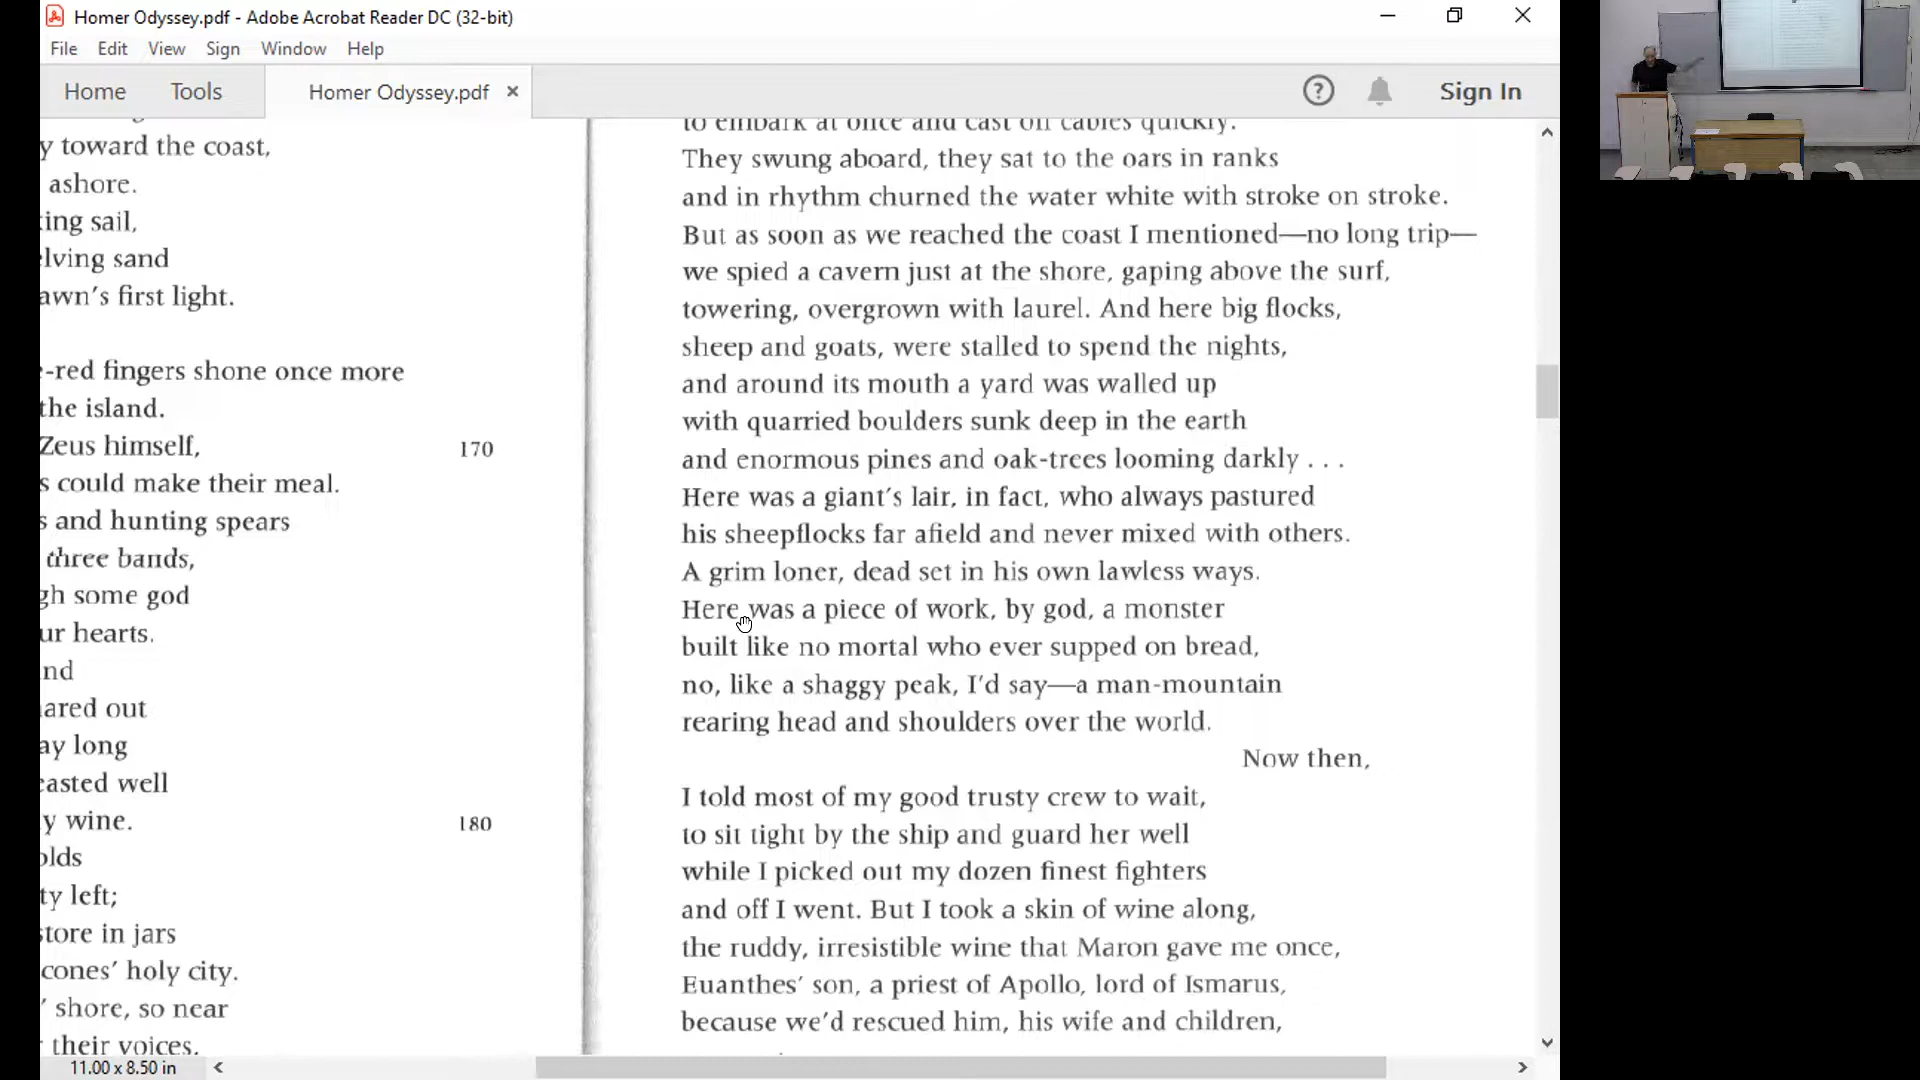 Homer Odyssey.pdf - Adobe Acrobat Reader DC (32-bit)
File Edit View Sign Window Help
Home Tools Homer Odyssey.pdf × ? Sign In
y toward the coast,
ashore.
ing sail,
lving sand
awn's first light.
-red fingers shone once more
the island.
Zeus himself, 170
s could make their meal.
s and hunting spears
three bands,
gh some god
ur hearts.
nd
ared out
ay long
easted well
y wine. 180
olds
ty left;
store in jars
cones' holy city.
' shore, so near
their voices.
to embark at once and cast off cables quickly.
They swung aboard, they sat to the oars in ranks
and in rhythm churned the water white with stroke on stroke.
But as soon as we reached the coast I mentioned—no long trip—
we spied a cavern just at the shore, gaping above the surf,
towering, overgrown with laurel. And here big flocks,
sheep and goats, were stalled to spend the nights,
and around its mouth a yard was walled up
with quarried boulders sunk deep in the earth
and enormous pines and oak-trees looming darkly . . .
Here was a giant's lair, in fact, who always pastured
his sheepflocks far afield and never mixed with others.
A grim loner, dead set in his own lawless ways.
Here was a piece of work, by god, a monster
built like no mortal who ever supped on bread,
no, like a shaggy peak, I'd say—a man-mountain
rearing head and shoulders over the world.
Now then,
I told most of my good trusty crew to wait,
to sit tight by the ship and guard her well
while I picked out my dozen finest fighters
and off I went. But I took a skin of wine along,
the ruddy, irresistible wine that Maron gave me once,
Euanthes' son, a priest of Apollo, lord of Ismarus,
because we'd rescued him, his wife and children,
11.00 x 8.50 in